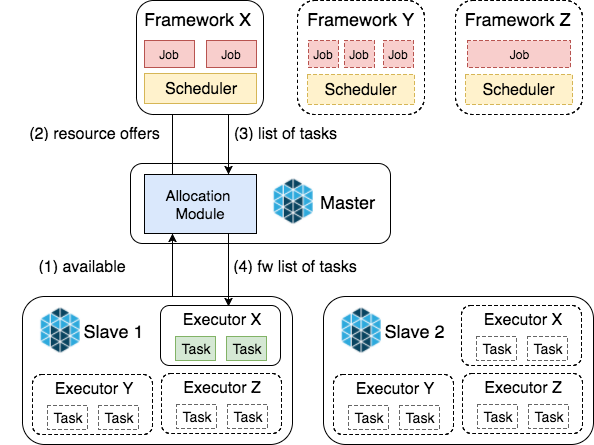 Framework X
Framework Y
Framework Z
Job
Job
Job
Job
Job
Job
Scheduler
Scheduler
Scheduler
(2) resource offers
(3) list of tasks
Allocation
Module
Master
(1) available
(4) fw list of tasks
Slave 1
Executor X
Task
Task
Executor Y
Task
Task
Executor Z
Task
Task
Slave 2
Executor X
Task
Task
Executor Y
Task
Task
Executor Z
Task
Task